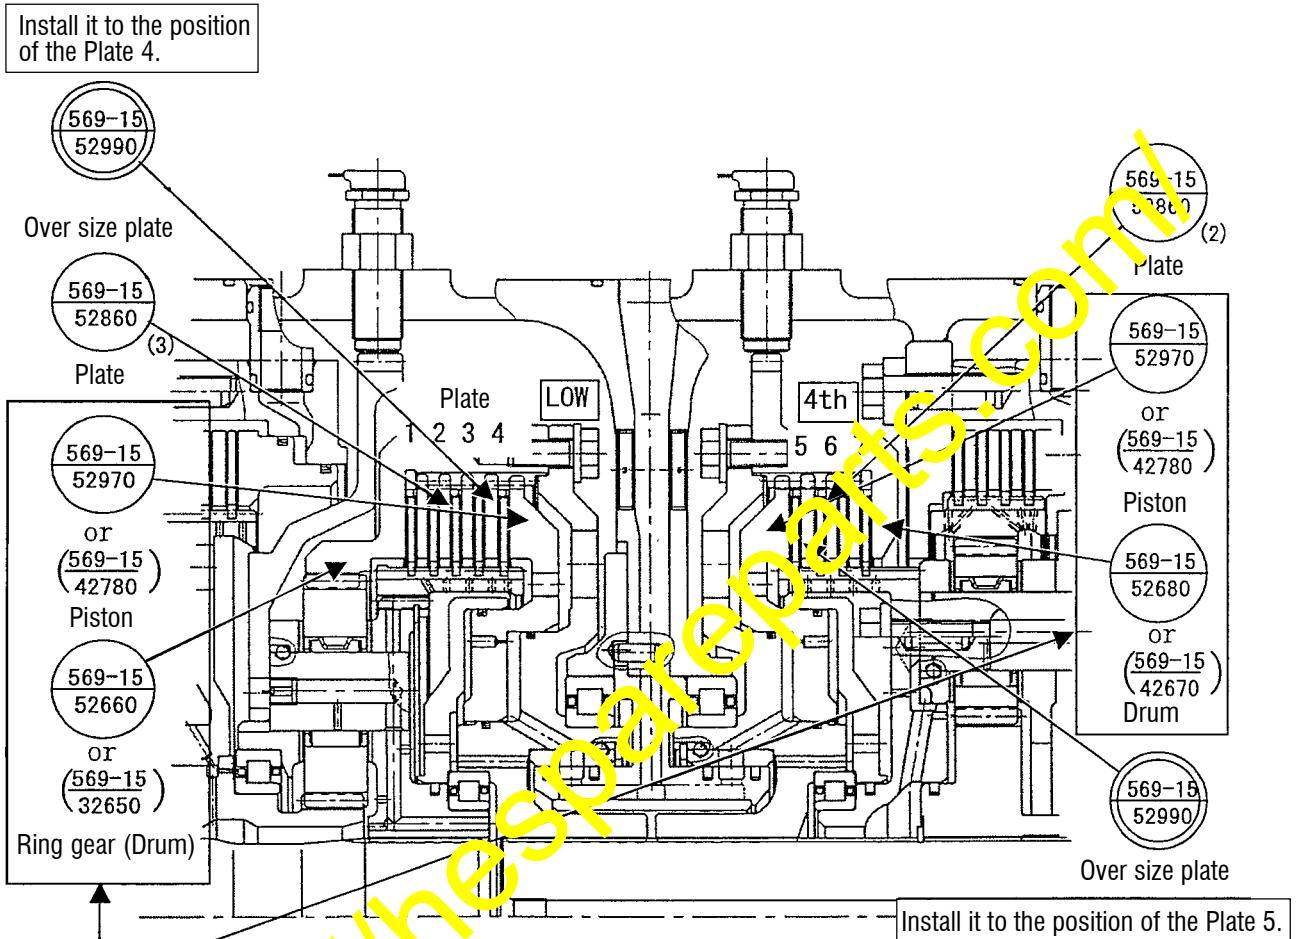 Install it to the position
of the Plate 4.
569-15
52990
Over size plate
569-15
52860
(3)
Plate
569-15
52970
or
(569-15
42780)
Piston
569-15
52660
or
(569-15
32650)
Ring gear (Drum)
Plate
LOW
1 2 3 4
4th
5 6
569-15
52860
(2)
Plate
569-15
52970
or
(569-15
42780)
Piston
569-15
52680
or
(569-15
42670)
Drum
569-15
52990
Over size plate
Install it to the position of the Plate 5.
/hespareparts.com/